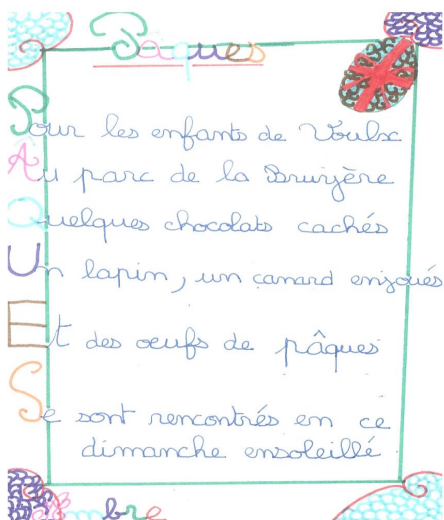 Pâques
Pour les enfants de Voulx
Au parc de la Bruyère
Quelques chocolats cachés
Un lapin, un canard enjoués
Et des oeufs de pâques
Se sont rencontrés en ce
dimanche ensoleillé
Ambre